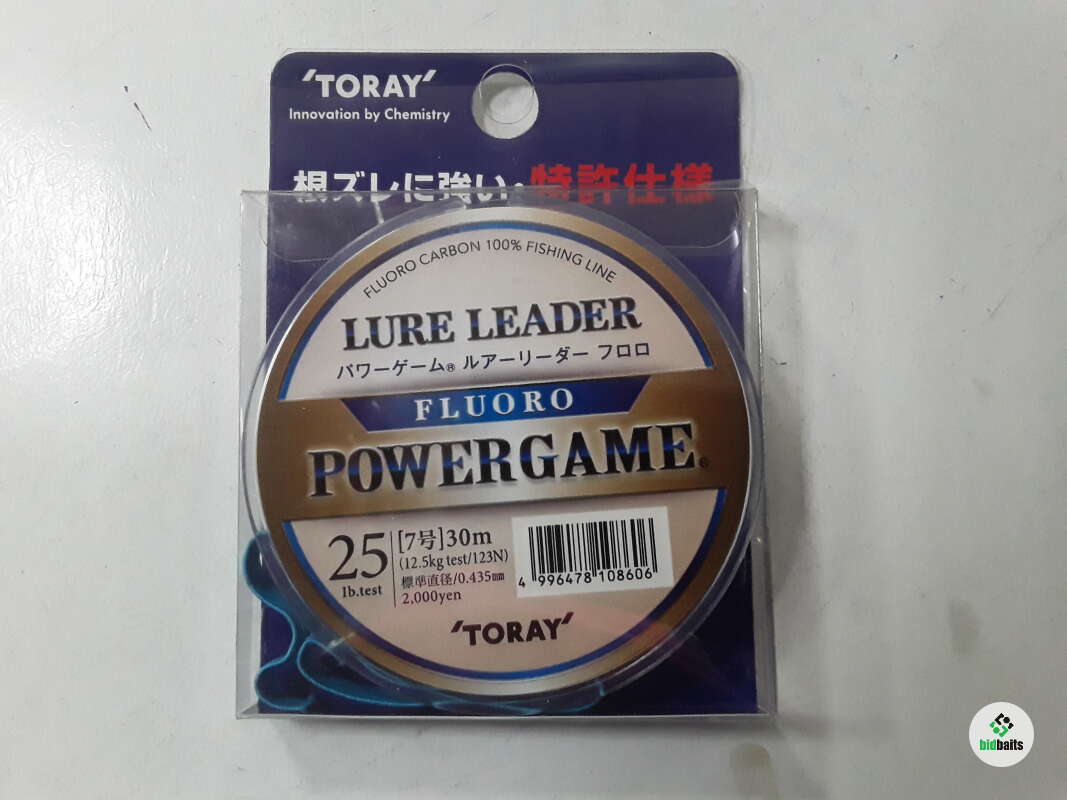 'TORAY'
Innovation by Chemistry
根ズレに強い・特許仕様
FLUORO CARBON 100% FISHING LINE
LURE LEADER
パワーゲーム® ルアーリーダー フロロ
FLUORO
POWERGAME®
25 lb.test
[7号]30m
(12.5kg test/123N)
標準直径/0.435mm
2,000yen
4 996478 108606
'TORAY'
bidbaits